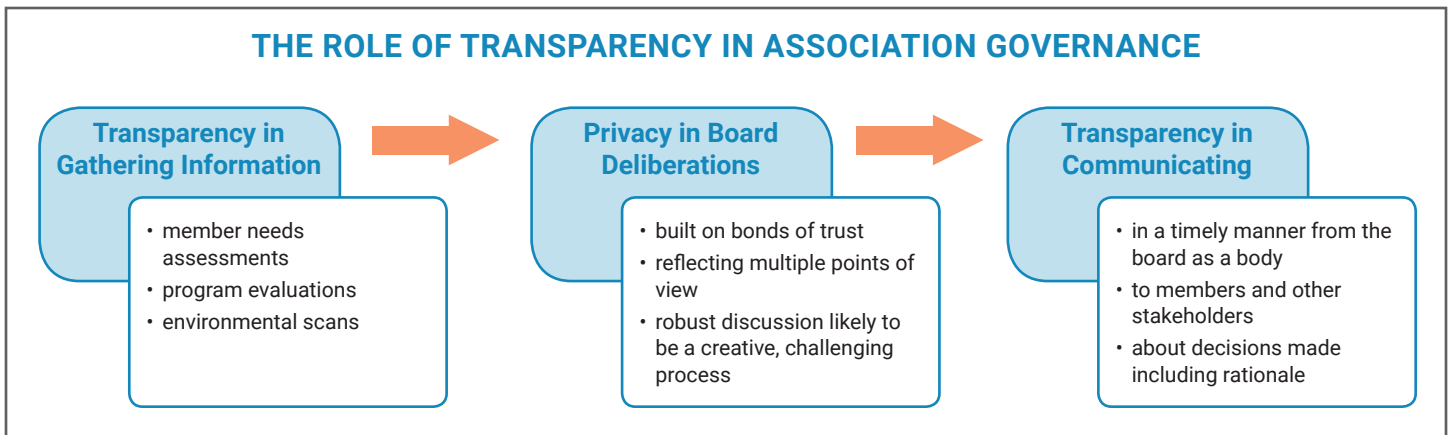 THE ROLE OF TRANSPARENCY IN ASSOCIATION GOVERNANCE
Transparency in
Gathering Information
• member needs
assessments
• program evaluations
• environmental scans
Privacy in Board
Deliberations
• built on bonds of trust
• reflecting multiple points of
view
• robust discussion likely to
be a creative, challenging
process
Transparency in
Communicating
• in a timely manner from the
board as a body
• to members and other
stakeholders
• about decisions made
including rationale